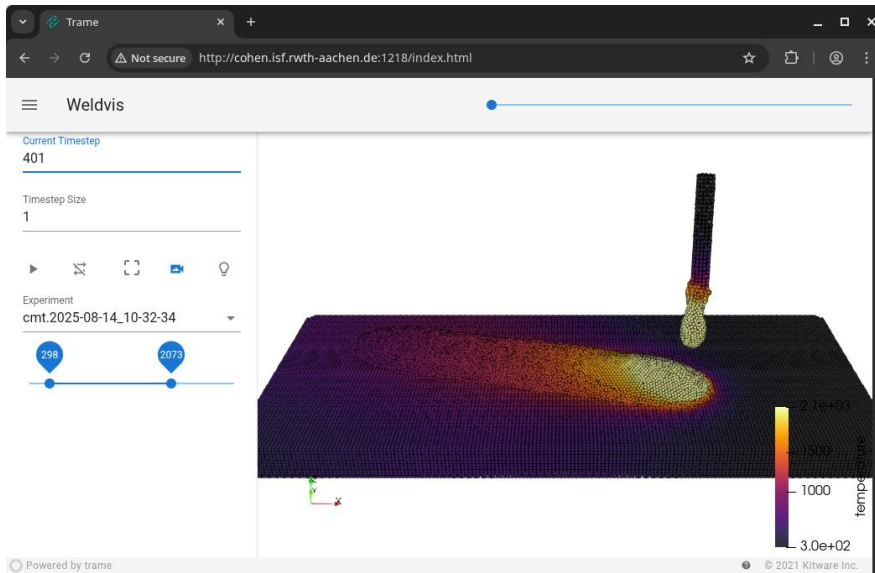 Trame
Not secure http://cohen.isf.rwth-aachen.de:1218/index.html
Weldvis
Current Timestep
401
Timestep Size
1
Experiment
cmt.2025-08-14_10-32-34
298 2073
2.1e+03
1500
1000
3.0e+02
temperature
Z
Y
X
Powered by trame
© 2021 Kitware Inc.